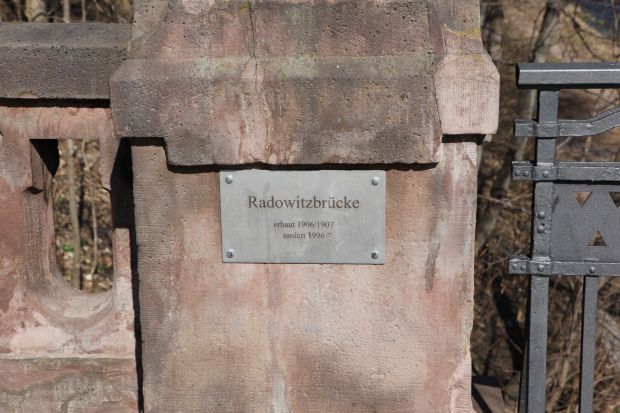 Radowitzbrücke
erbaut 1906/1907
saniert 1996